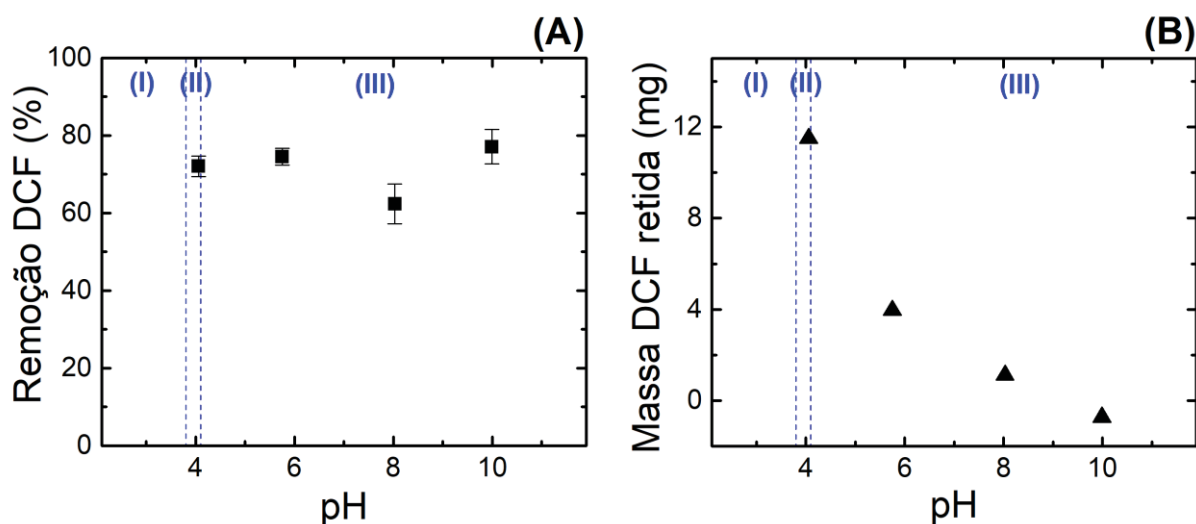 (A)
Remoção DCF (%)
100
80
60
40
20
0
(I)
(II)
(III)
4
6
8
10
pH
(B)
Massa DCF retida (mg)
12
8
4
0
(I)
(II)
(III)
4
6
8
10
pH